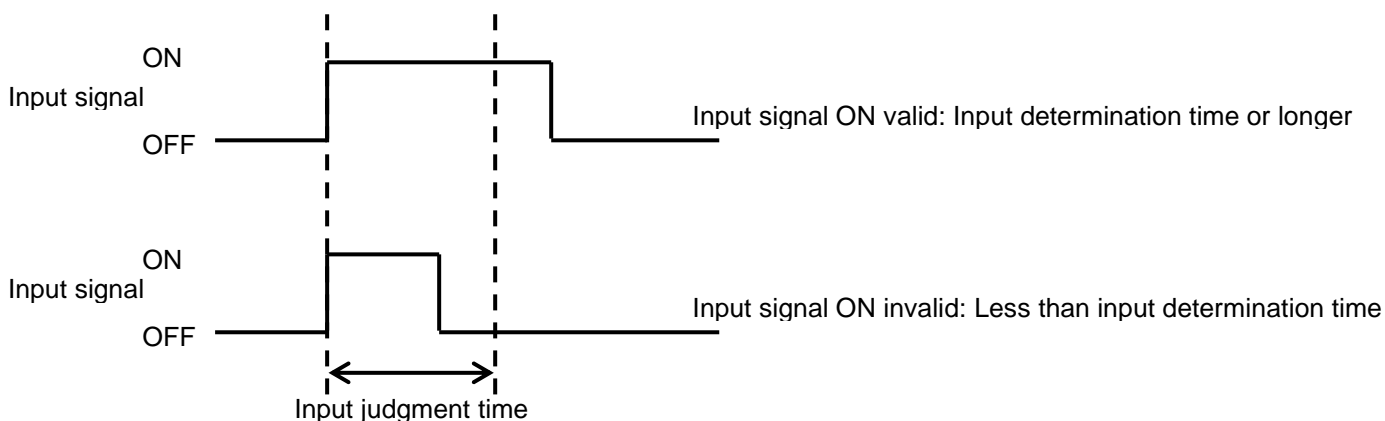 ON
Input signal
OFF
Input signal ON valid: Input determination time or longer
ON
Input signal
OFF
Input signal ON invalid: Less than input determination time
Input judgment time